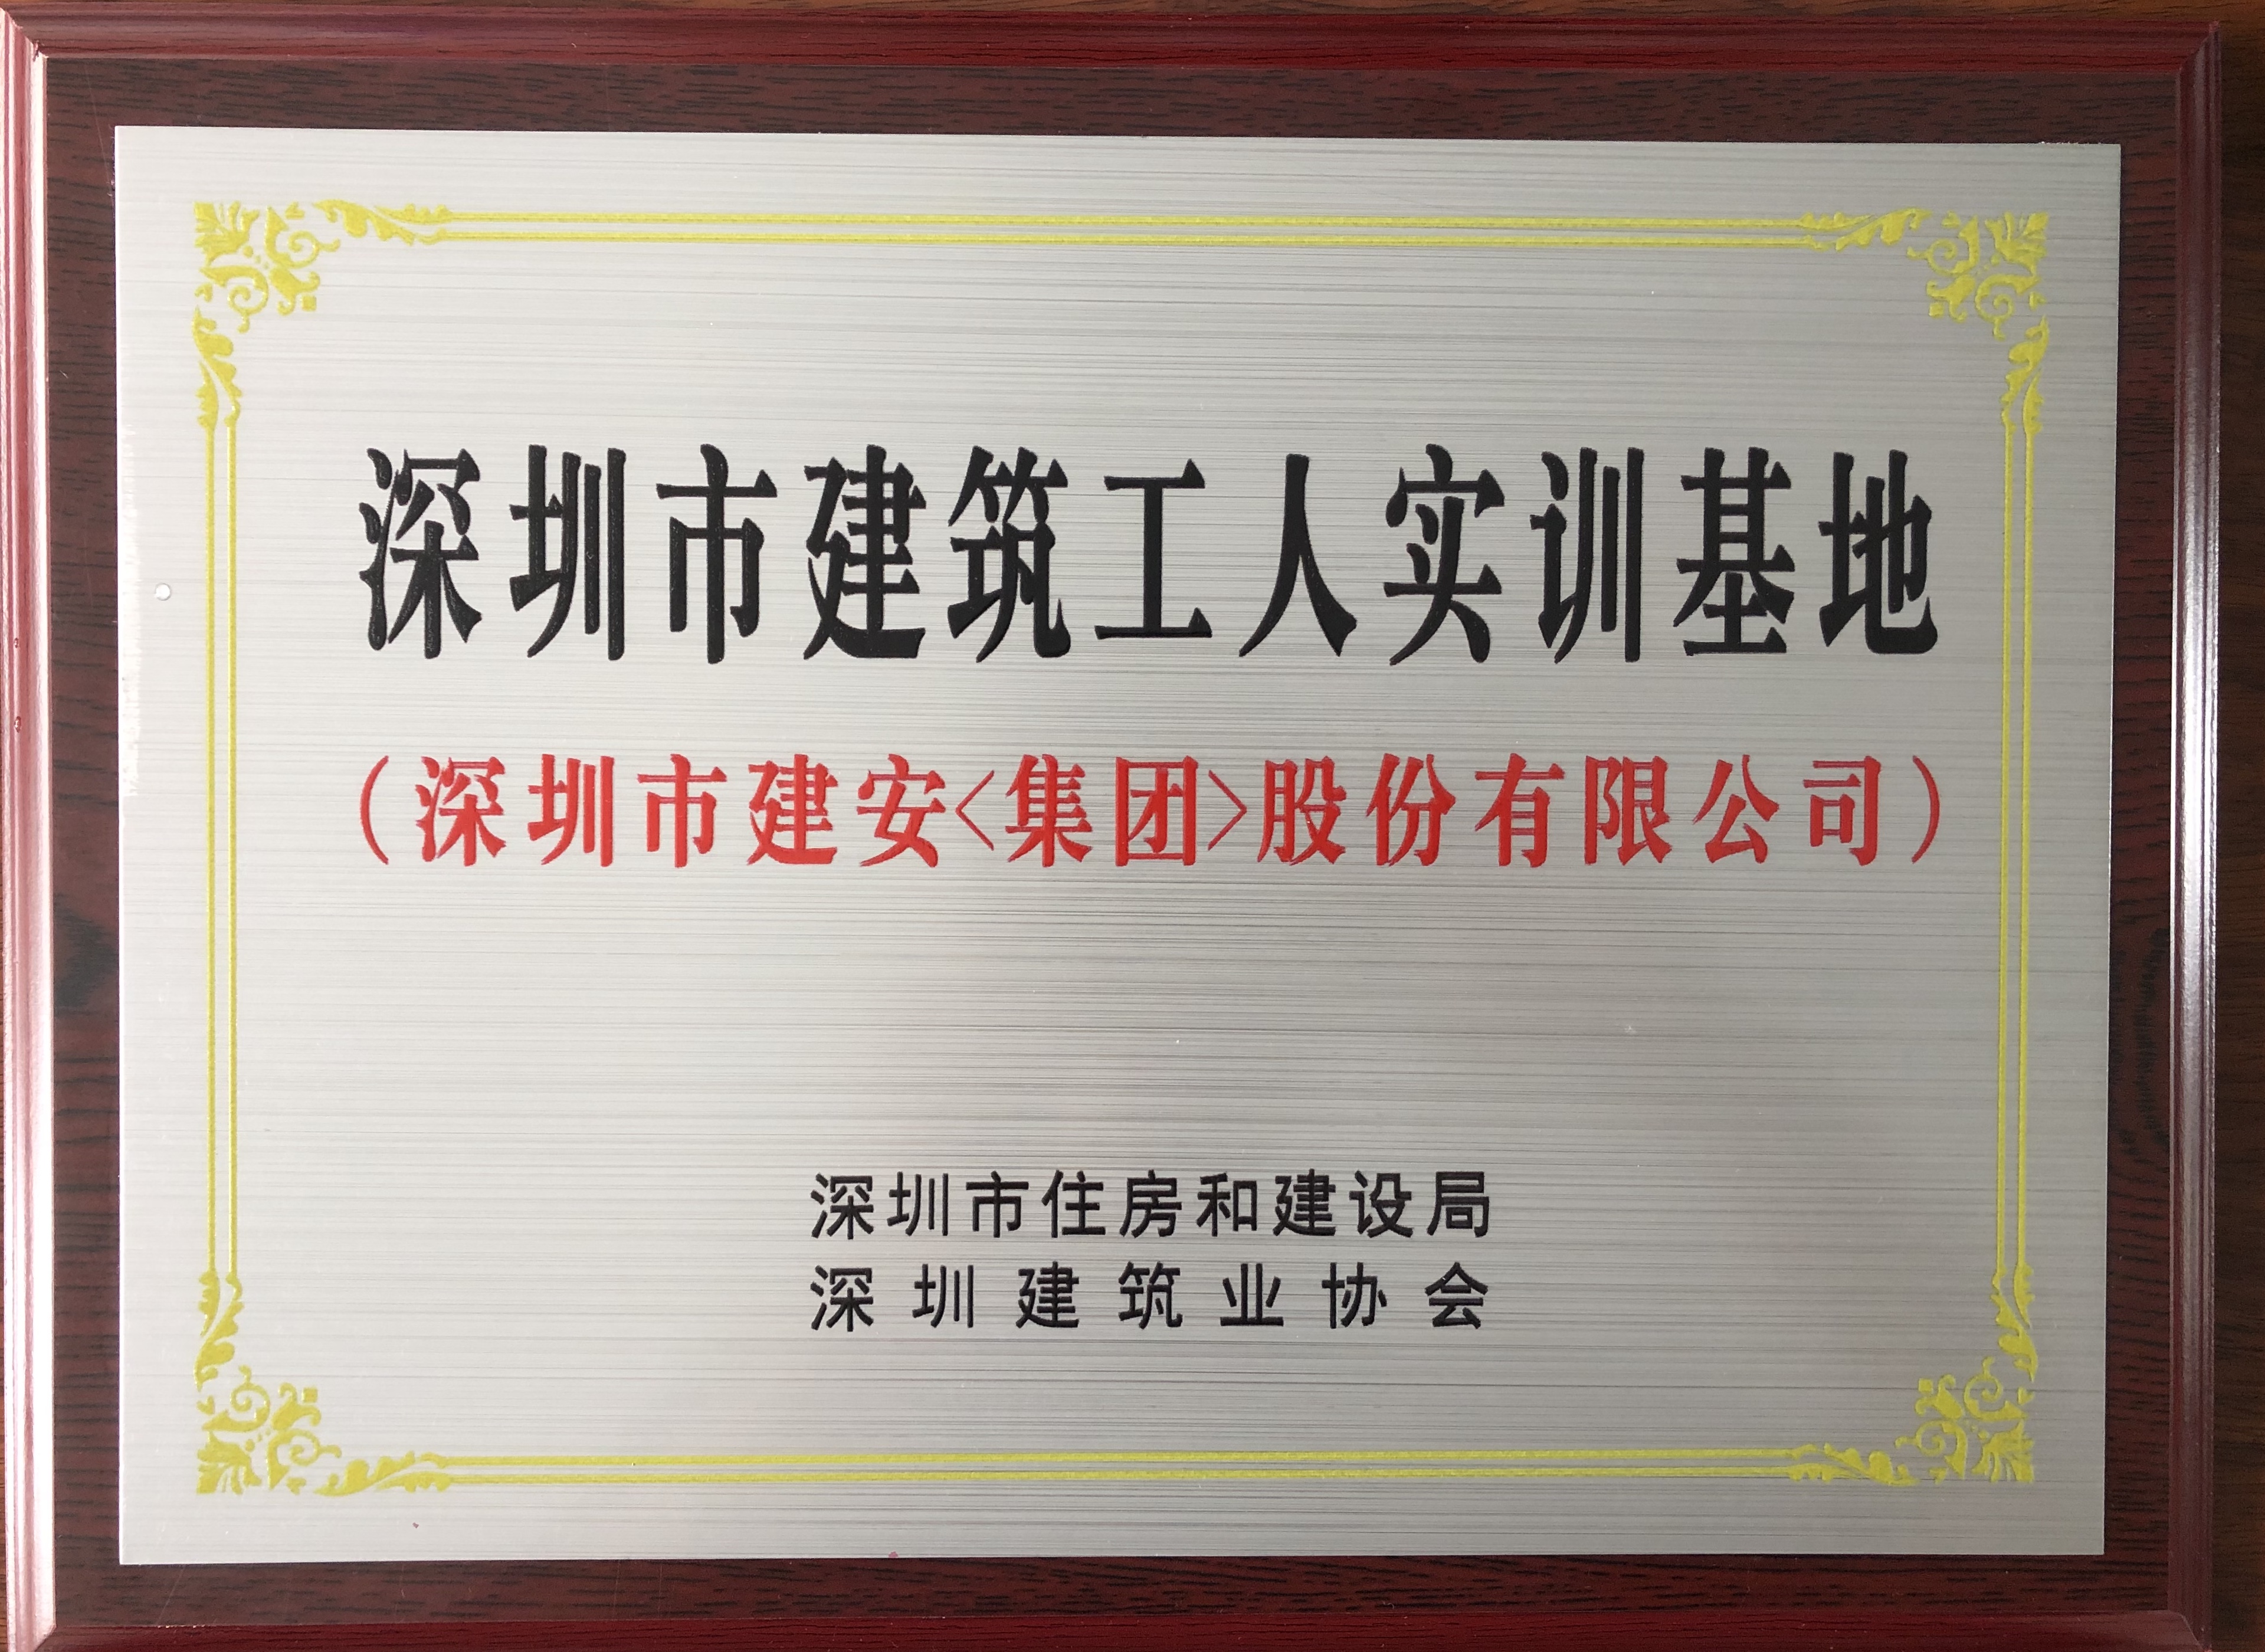 深圳市建筑工人实训基地
（深圳市建安<集团>股份有限公司）
深圳市住房和建设局
深圳建筑业协会